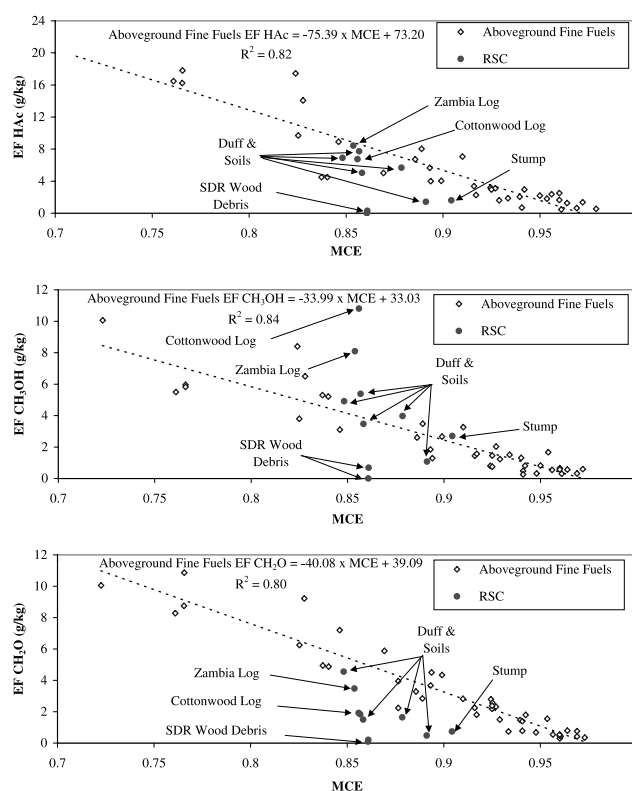 Aboveground Fine Fuels EF HAc = -75.39 x MCE + 73.20
R² = 0.82
Aboveground Fine Fuels
RSC
EF HAc (g/kg)
24
20
16
12
8
4
0
Zambia Log
Cottonwood Log
Duff &
Soils
Stump
SDR Wood
Debris
0.7 0.75 0.8 0.85 0.9 0.95
MCE
Aboveground Fine Fuels EF CH₃OH = -33.99 x MCE + 33.03
R² = 0.84
Aboveground Fine Fuels
RSC
EF CH₃OH (g/kg)
12
10
8
6
4
2
0
Cottonwood Log
Zambia Log
Duff &
Soils
Stump
SDR Wood
Debris
0.7 0.75 0.8 0.85 0.9 0.95
MCE
Aboveground Fine Fuels EF CH₂O = -40.08 x MCE + 39.09
R² = 0.80
Aboveground Fine Fuels
RSC
EF CH₂O (g/kg)
12
10
8
6
4
2
0
Duff &
Soils
Zambia Log
Stump
Cottonwood Log
SDR Wood Debris
0.7 0.75 0.8 0.85 0.9 0.95
MCE